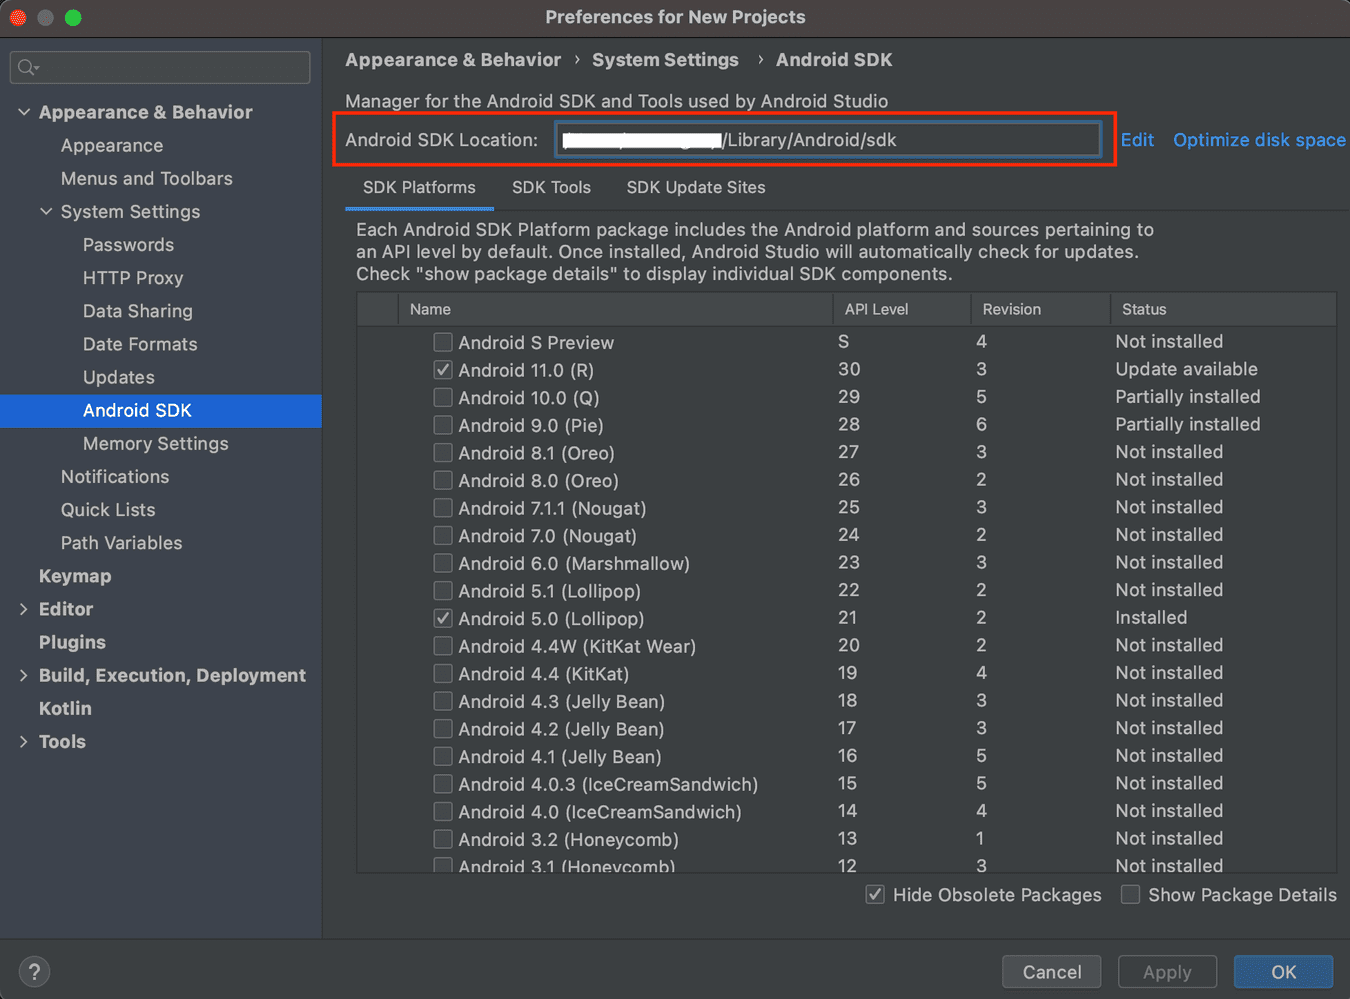 Preferences for New Projects
Appearance & Behavior
Appearance
Menus and Toolbars
System Settings
Passwords
HTTP Proxy
Data Sharing
Date Formats
Updates
Android SDK
Memory Settings
Notifications
Quick Lists
Path Variables
Keymap
Editor
Plugins
Build, Execution, Deployment
Kotlin
Tools
Appearance & Behavior › System Settings › Android SDK
Manager for the Android SDK and Tools used by Android Studio
Android SDK Location: /Library/Android/sdk Edit Optimize disk space
SDK Platforms SDK Tools SDK Update Sites
Each Android SDK Platform package includes the Android platform and sources pertaining to
an API level by default. Once installed, Android Studio will automatically check for updates.
Check "show package details" to display individual SDK components.
Name API Level Revision Status
Android S Preview S 4 Not installed
Android 11.0 (R) 30 3 Update available
Android 10.0 (Q) 29 5 Partially installed
Android 9.0 (Pie) 28 6 Partially installed
Android 8.1 (Oreo) 27 3 Not installed
Android 8.0 (Oreo) 26 2 Not installed
Android 7.1.1 (Nougat) 25 3 Not installed
Android 7.0 (Nougat) 24 2 Not installed
Android 6.0 (Marshmallow) 23 3 Not installed
Android 5.1 (Lollipop) 22 2 Not installed
Android 5.0 (Lollipop) 21 2 Installed
Android 4.4W (KitKat Wear) 20 2 Not installed
Android 4.4 (KitKat) 19 4 Not installed
Android 4.3 (Jelly Bean) 18 3 Not installed
Android 4.2 (Jelly Bean) 17 3 Not installed
Android 4.1 (Jelly Bean) 16 5 Not installed
Android 4.0.3 (IceCreamSandwich) 15 5 Not installed
Android 4.0 (IceCreamSandwich) 14 4 Not installed
Android 3.2 (Honeycomb) 13 1 Not installed
Android 3.1 (Honeycomb) 12 3 Not installed
Hide Obsolete Packages Show Package Details
? Cancel Apply OK